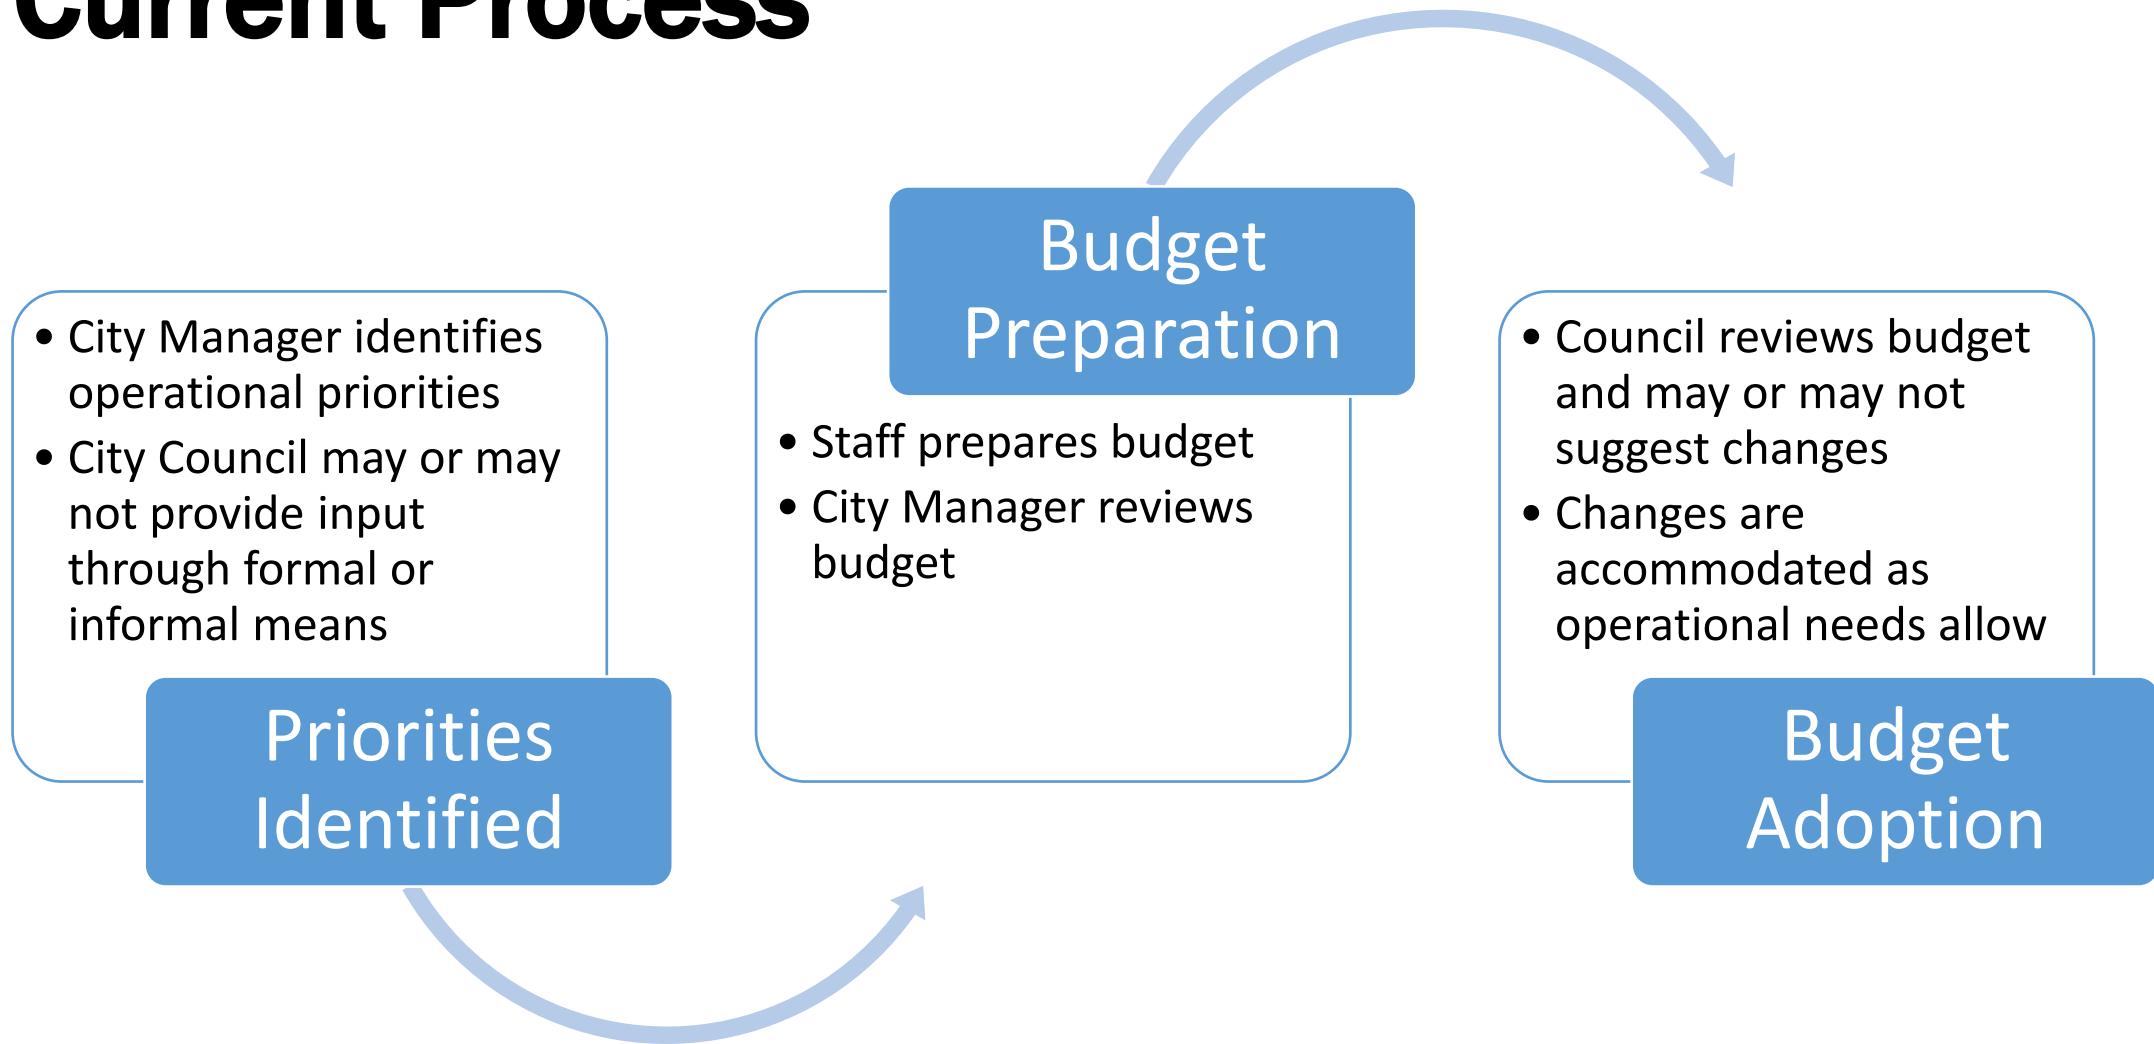 Current Process
• City Manager identifies
operational priorities
• City Council may or may
not provide input
through formal or
informal means
Priorities
Identified
Budget
Preparation
• Staff prepares budget
• City Manager reviews
budget
• Council reviews budget
and may or may not
suggest changes
• Changes are
accommodated as
operational needs allow
Budget
Adoption